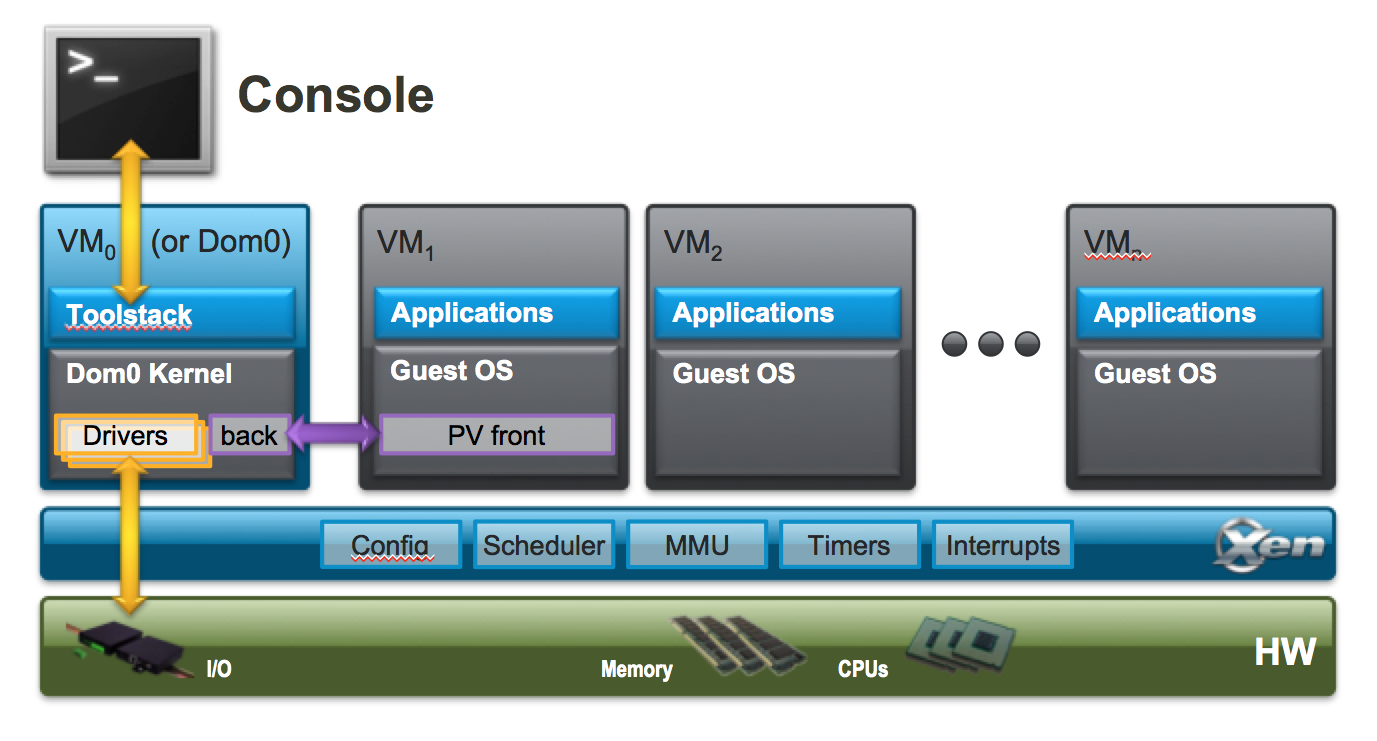 >_
Console
VM0 (or Dom0)
VM1
VM2
VMn
Toolstack
Applications
Applications
Applications
Dom0 Kernel
Guest OS
Guest OS
Guest OS
Drivers
back
PV front
Config
Scheduler
MMU
Timers
Interrupts
Xen
I/O
Memory
CPUs
HW